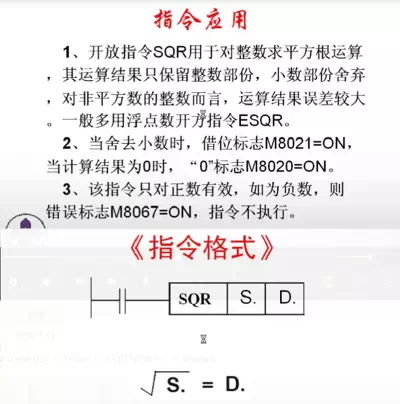 指令应用
1、开放指令SQR用于对整数求平方根运算
，其运算结果只保留整数部份，小数部份舍弃
，对非平方数的整数而言，运算结果误差较大
。一般多用浮点数开方指令ESQR。
2、当舍去小数时，借位标志M8021=ON，
当计算结果为0时，“0”标志M8020=ON。
3、该指令只对正数有效，如为负数，则
错误标志M8067=ON，指令不执行。
《指令格式》
SQR S. D.
√S. = D.